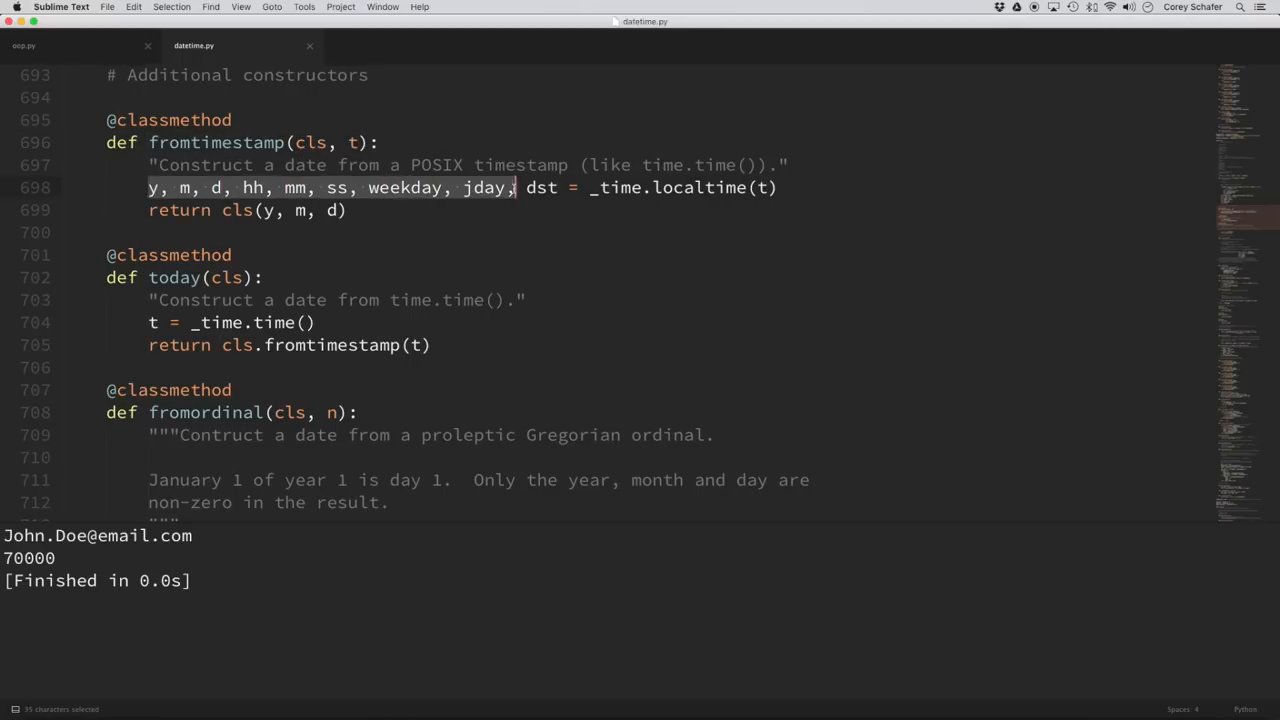 Sublime Text File Edit Selection Find View Goto Tools Project Window Help Corey Schafer
datetime.py
oop.py datetime.py
693 # Additional constructors
694
695 @classmethod
696 def fromtimestamp(cls, t):
697 "Construct a date from a POSIX timestamp (like time.time())."
698 y, m, d, hh, mm, ss, weekday, jday, dst = _time.localtime(t)
699 return cls(y, m, d)
700
701 @classmethod
702 def today(cls):
703 "Construct a date from time.time()."
704 t = _time.time()
705 return cls.fromtimestamp(t)
706
707 @classmethod
708 def fromordinal(cls, n):
709 """Contruct a date from a proleptic Gregorian ordinal.
710
711 January 1 of year 1 is day 1.  Only the year, month and day are
712 non-zero in the result.
"""
John.Doe@email.com
70000
[Finished in 0.0s]
35 characters selected Spaces: 4 Python